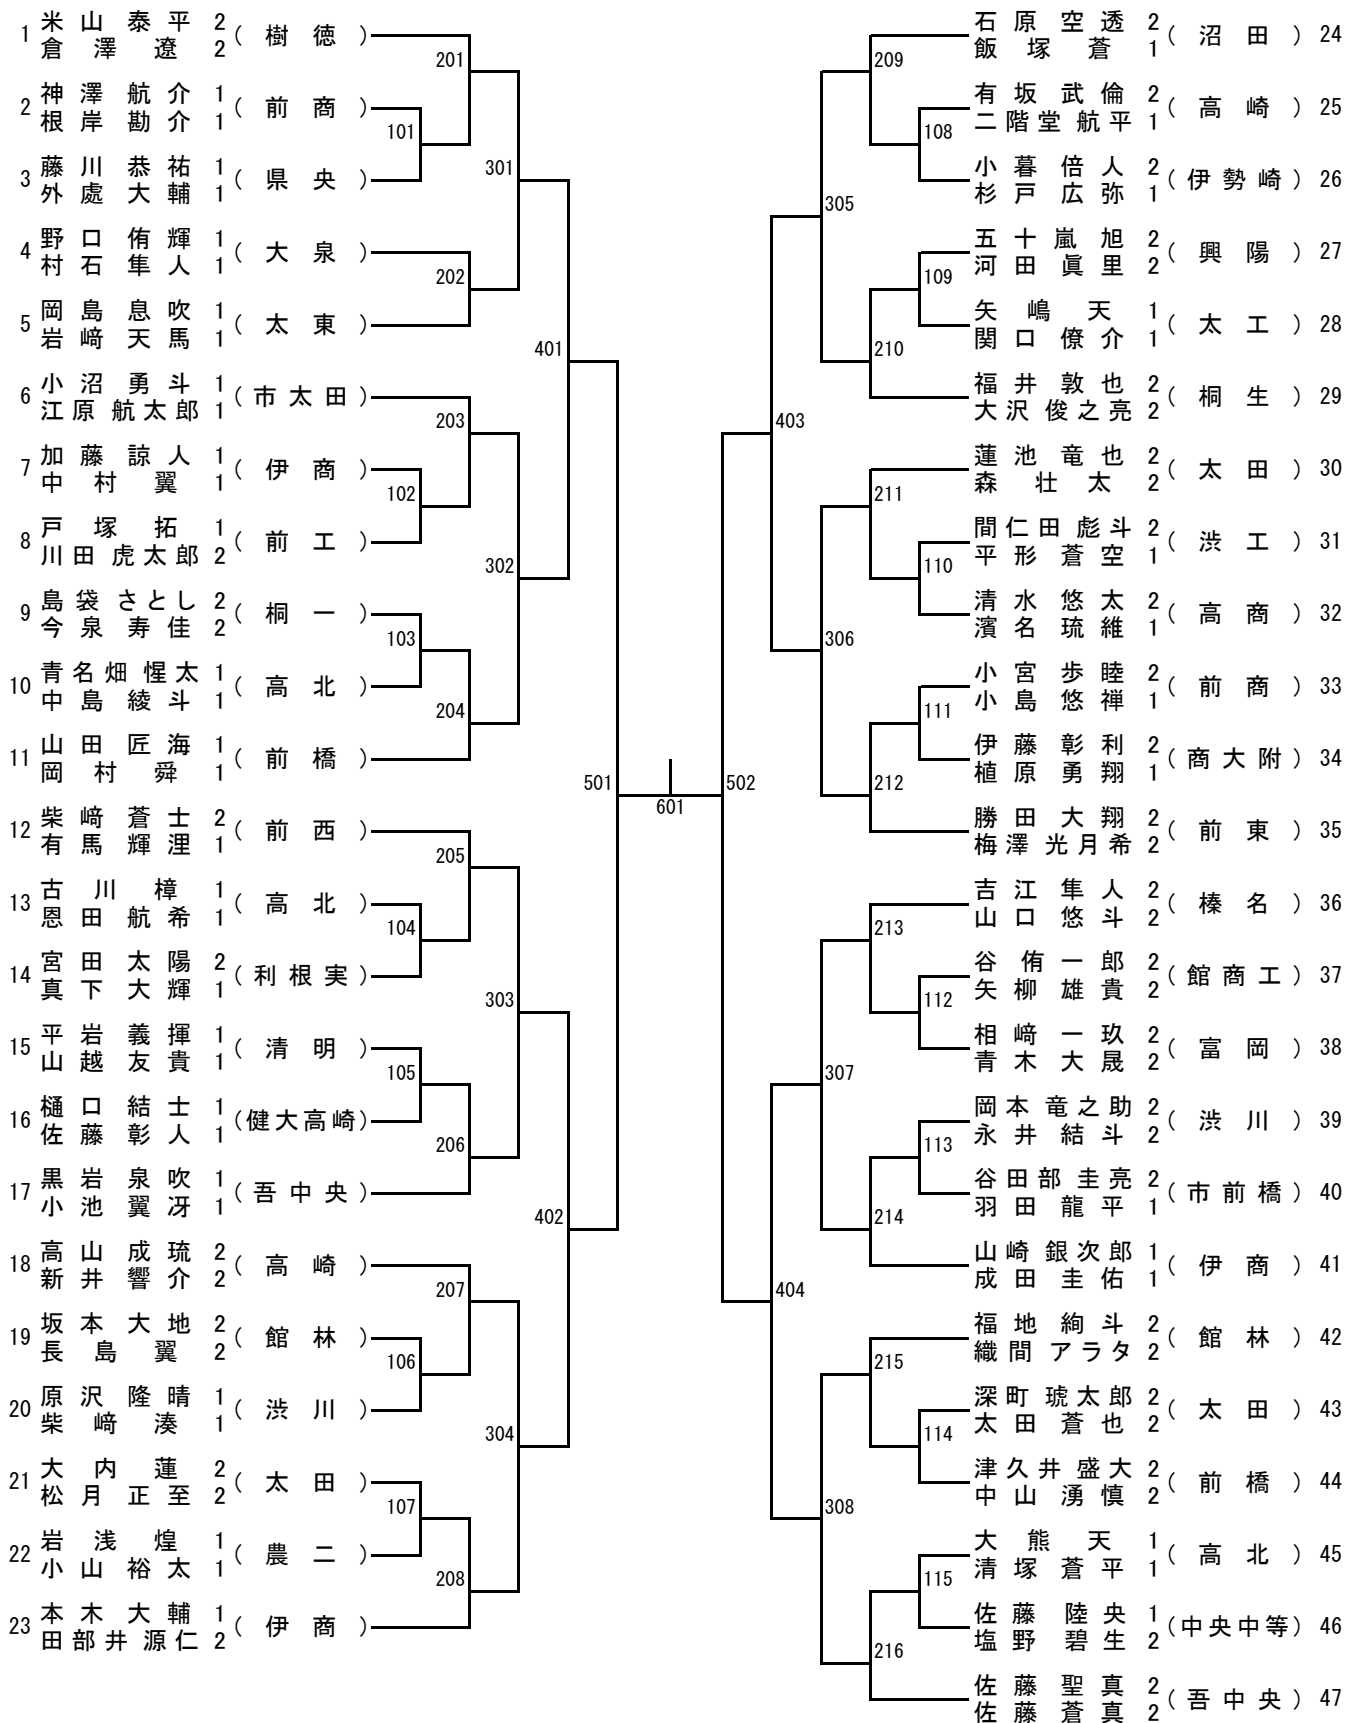 1 米山泰平 2 (樹徳)
倉澤遼 2
2 神澤航介 1 (前商)
根岸勘介 1
3 藤川恭祐 1 (県央)
外處大輔 1
4 野口侑輝 1 (大泉)
村石隼人 1
5 岡島息吹 1 (太東)
岩﨑天馬 1
6 小沼勇斗 1 (市太田)
江原航太郎 1
7 加藤諒人 1 (伊商)
中村翼 1
8 戸塚拓 1 (前工)
川田虎太郎 2
9 島袋さとし 2 (桐一)
今泉寿佳 2
10 青名畑惺太 1 (高北)
中島綾斗 1
11 山田匠海 1 (前橋)
岡村舜 1
12 柴﨑蒼士 2 (前西)
有馬輝浬 1
13 古川樟 1 (高北)
恩田航希 1
14 宮田太陽 2 (利根実)
真下大輝 1
15 平岩義揮 1 (清明)
山越友貴 1
16 樋口結士 1 (健大高崎)
佐藤彰人 1
17 黒岩泉吹 1 (吾中央)
小池翼冴 1
18 高山成琉 2 (高崎)
新井響介 2
19 坂本大地 2 (館林)
長島翼 2
20 原沢隆晴 1 (渋川)
柴﨑湊 1
21 大内蓮 2 (太田)
松月正至 2
22 岩浅煌 1 (農二)
小山裕太 1
23 本木大輔 1 (伊商)
田部井源仁 2
201
101
301
202
401
203
102
302
103
204
501
205
104
303
105
206
402
207
106
304
107
208
601
502
209
108
305
109
210
403
211
110
306
111
212
213
112
307
113
214
404
215
114
308
115
216
石原空透 2 (沼田) 24
飯塚蒼 1
有坂武倫 2 (高崎) 25
二階堂航平 1
小暮倍人 2 (伊勢崎) 26
杉戸広弥 1
五十嵐旭 2 (興陽) 27
河田眞里 2
矢嶋天 1 (太工) 28
関口僚介 1
福井敦也 2 (桐生) 29
大沢俊之亮 2
蓮池竜也 2 (太田) 30
森壮太 2
間仁田彪斗 2 (渋工) 31
平形蒼空 1
清水悠太 2 (高商) 32
濱名琉維 1
小宮歩睦 2 (前商) 33
小島悠禅 1
伊藤彰利 2 (商大附) 34
植原勇翔 1
勝田大翔 2 (前東) 35
梅澤光月希 2
吉江隼人 2 (榛名) 36
山口悠斗 2
谷侑一郎 2 (館商工) 37
矢柳雄貴 2
相﨑一玖 2 (富岡) 38
青木大晟 2
岡本竜之助 2 (渋川) 39
永井結斗 2
谷田部圭亮 2 (市前橋) 40
羽田龍平 1
山崎銀次郎 1 (伊商) 41
成田圭佑 1
福地絢斗 2 (館林) 42
織間アラタ 2
深町琥太郎 2 (太田) 43
太田蒼也 2
津久井盛大 2 (前橋) 44
中山湧慎 2
大熊天 1 (高北) 45
清塚蒼平 1
佐藤陸央 1 (中央中等) 46
塩野碧生 2
佐藤聖真 2 (吾中央) 47
佐藤蒼真 2